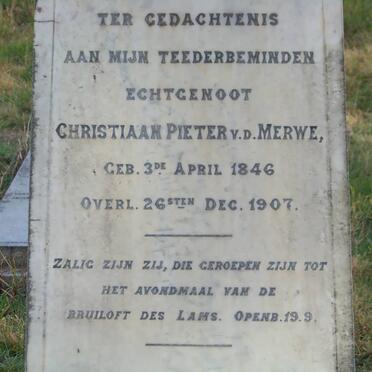 TER GEDACHTENIS
AAN MIJN TEEDERBEMINDEN
ECHTGENOOT
CHRISTIAAN PIETER V.D. MERWE,
GEB. 3DE APRIL 1846
OVERL. 26STEN DEC. 1907.
ZALIG ZIJN ZIJ, DIE GEROEPEN ZIJN TOT
HET AVONDMAAL VAN DE
BRUILOFT DES LAMS. OPENB. 19.9.